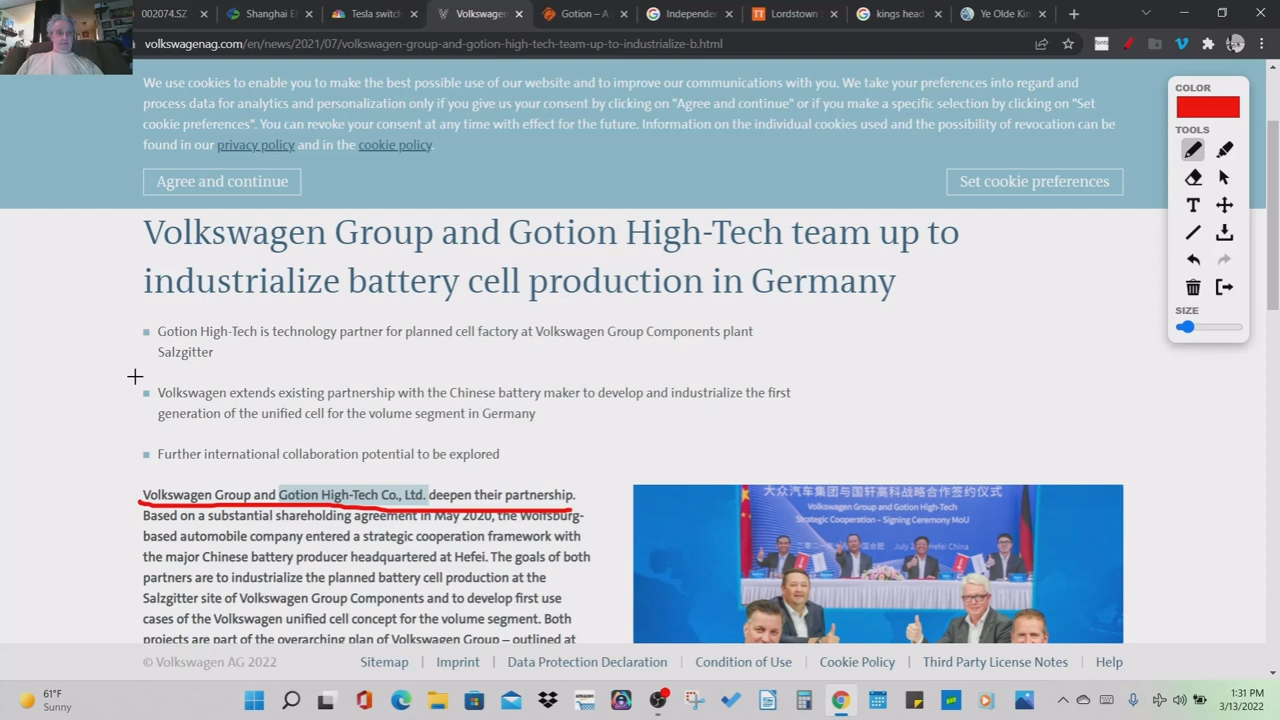 002074.SZ
Shanghai El
Tesla switch
Volkswagen
Gotion – A
Independen
Lordstown
kings head
Ye Olde Kin
volkswagenag.com/en/news/2021/07/volkswagen-group-and-gotion-high-tech-team-up-to-industrialize-b.html
We use cookies to enable you to make the best possible use of our website and to improve our communications with you. We take your preferences into regard and
process data for analytics and personalization only if you give us your consent by clicking on "Agree and continue" or if you make a specific selection by clicking on "Set
cookie preferences". You can revoke your consent at any time with effect for the future. Information on the individual cookies used and the possibility of revocation can be
found in our privacy policy and in the cookie policy.
Agree and continue
Set cookie preferences
COLOR
TOOLS
T
SIZE
Volkswagen Group and Gotion High-Tech team up to
industrialize battery cell production in Germany
Gotion High-Tech is technology partner for planned cell factory at Volkswagen Group Components plant
Salzgitter
Volkswagen extends existing partnership with the Chinese battery maker to develop and industrialize the first
generation of the unified cell for the volume segment in Germany
Further international collaboration potential to be explored
Volkswagen Group and Gotion High-Tech Co., Ltd. deepen their partnership.
Based on a substantial shareholding agreement in May 2020, the Wolfsburg-
based automobile company entered a strategic cooperation framework with
the major Chinese battery producer headquartered at Hefei. The goals of both
partners are to industrialize the planned battery cell production at the
Salzgitter site of Volkswagen Group Components and to develop first use
cases of the Volkswagen unified cell concept for the volume segment. Both
projects are part of the overarching plan of Volkswagen Group – outlined at
大众汽车集团与国轩高科战略合作签约仪式
Volkswagen Group and Gotion High-Tech
Strategic Cooperation – Signing Ceremony MoU
© Volkswagen AG 2022
Sitemap
Imprint
Data Protection Declaration
Condition of Use
Cookie Policy
Third Party License Notes
Help
61°F
Sunny
1:31 PM
3/13/2022